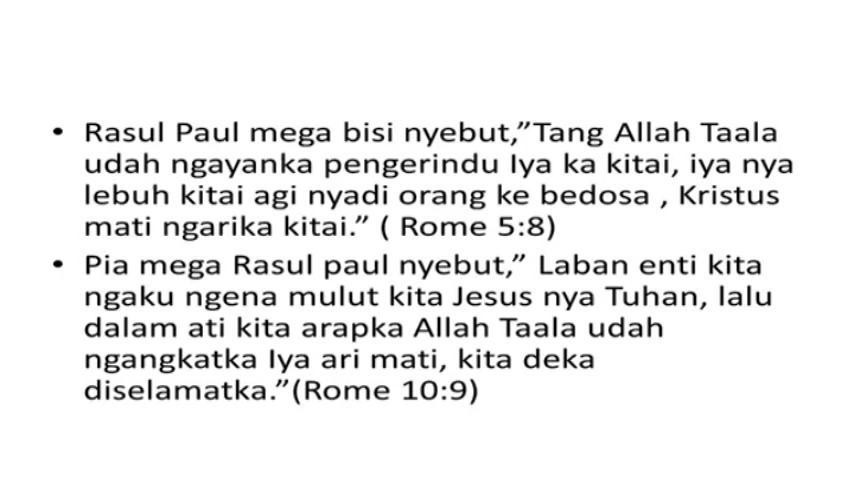 • Rasul Paul mega bisi nyebut,”Tang Allah Taala
udah ngayanka pengerindu Iya ka kitai, iya nya
lebuh kitai agi nyadi orang ke bedosa , Kristus
mati ngarika kitai.” ( Rome 5:8)
• Pia mega Rasul paul nyebut,” Laban enti kita
ngaku ngena mulut kita Jesus nya Tuhan, lalu
dalam ati kita arapka Allah Taala udah
ngangkatka Iya ari mati, kita deka
diselamatka.”(Rome 10:9)